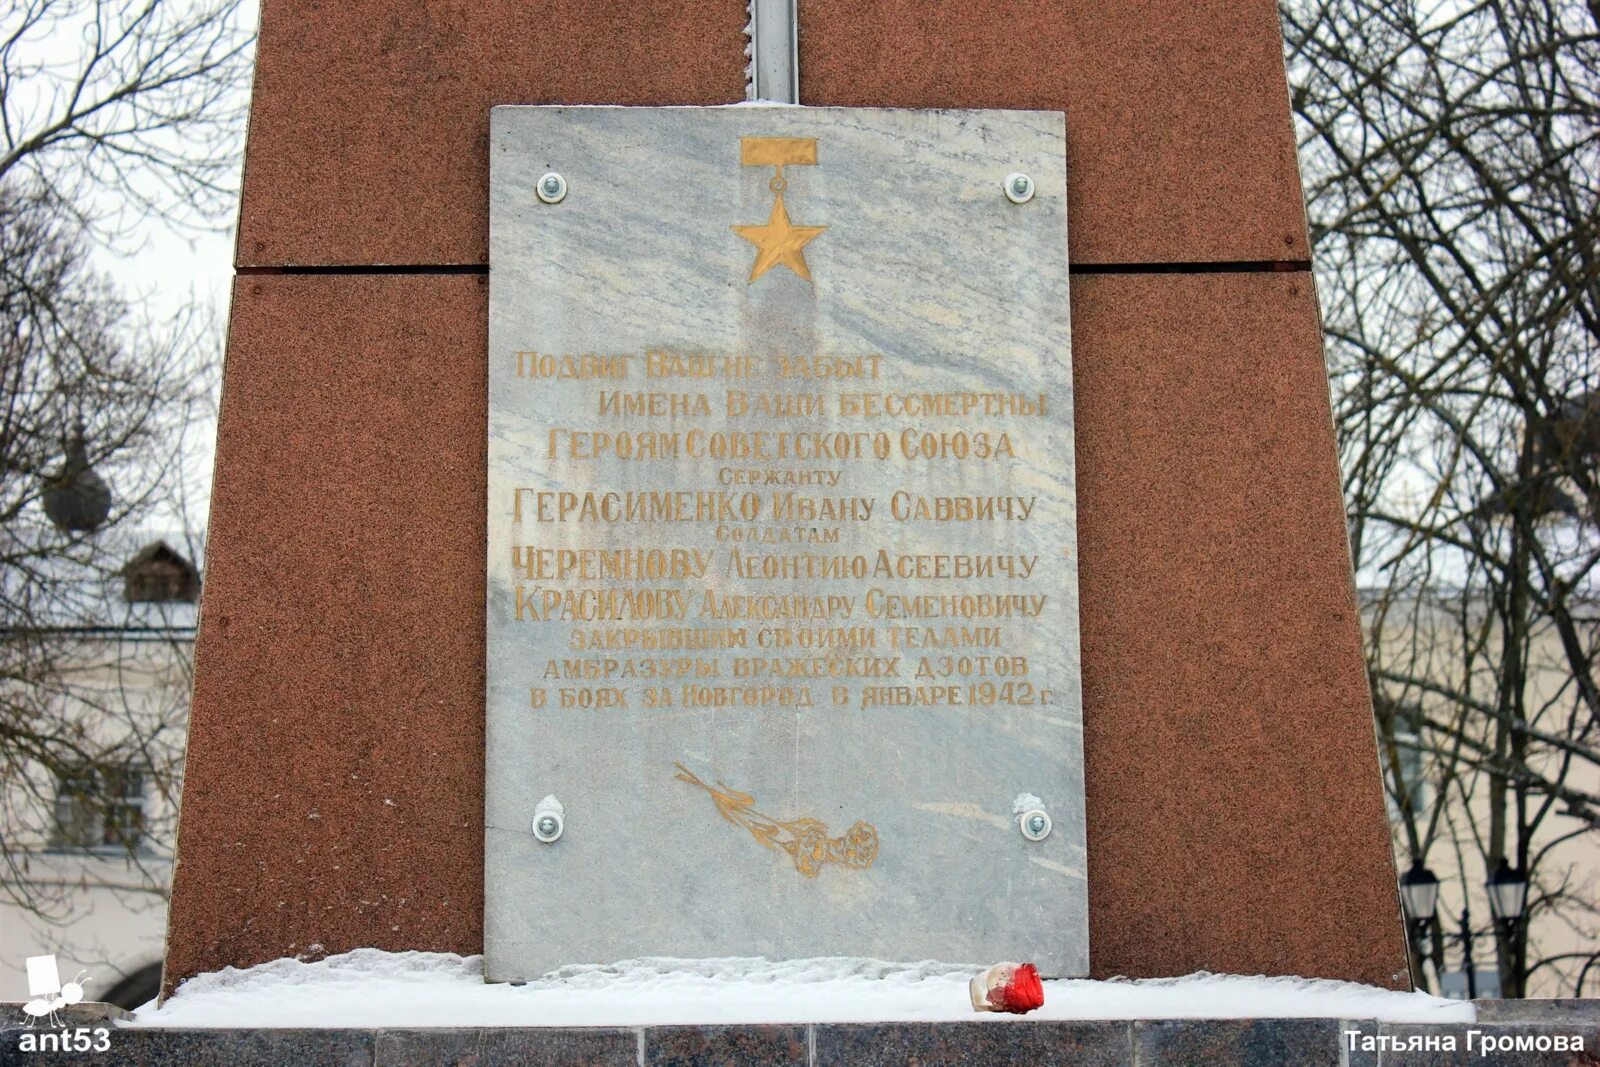 Подвиг Ваш не забыт
имена Ваши бессмертны
Героям Советского Союза
сержанту
ГЕРАСИМЕНКО Ивану Саввичу
солдатам
ЧЕРЕМНОВУ Леонтию Асеевичу
КРАСИЛОВУ Александру Семеновичу
закрывшим своими телами
амбразуры вражеских дзотов
в боях за Новгород в январе 1942 г.
ant53
Татьяна Громова